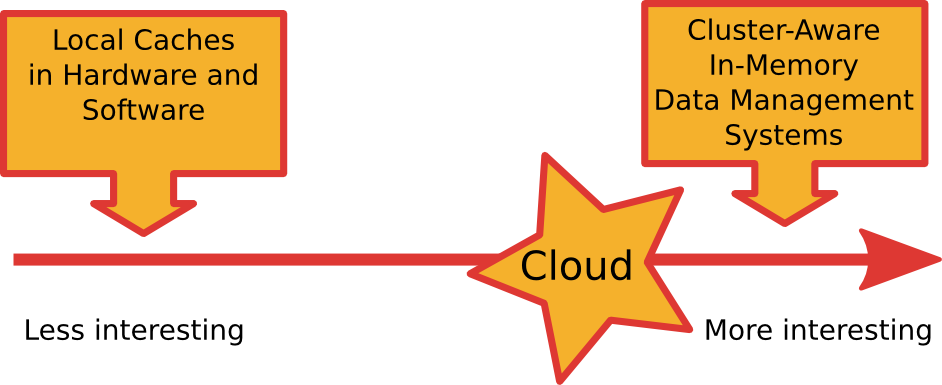 Local Caches
in Hardware and
Software
Cluster-Aware
In-Memory
Data Management
Systems
Cloud
Less interesting
More interesting